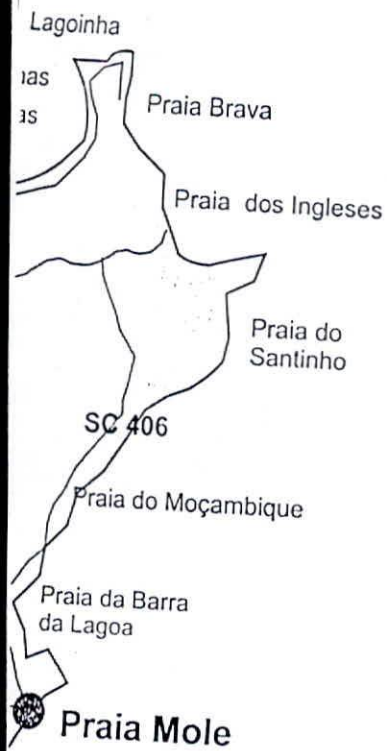 Lagoinha
Praia Brava
Praia dos Ingleses
Praia do
Santinho
SC 406
Praia do Moçambique
Praia da Barra
da Lagoa
Praia Mole